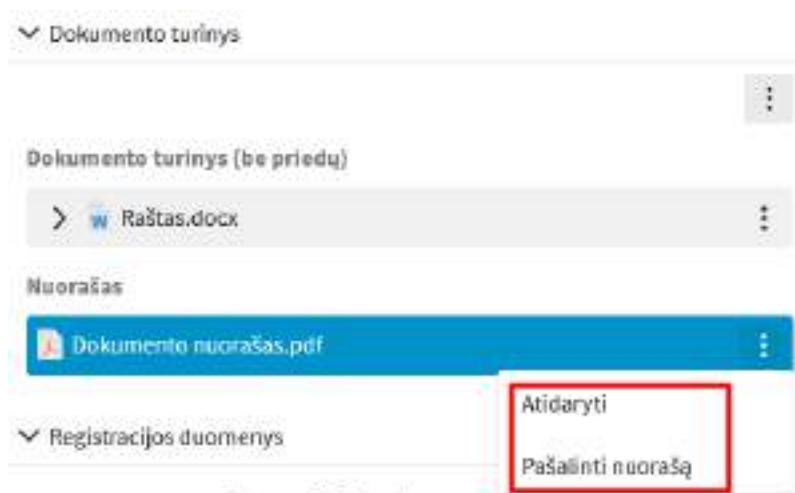 Dokumento turinys
Dokumento turinys (be priedų)
Raštas.docx
Nuorašas
Dokumento nuorašas.pdf
Atidaryti
Registracijos duomenys
Pašalinti nuorašą